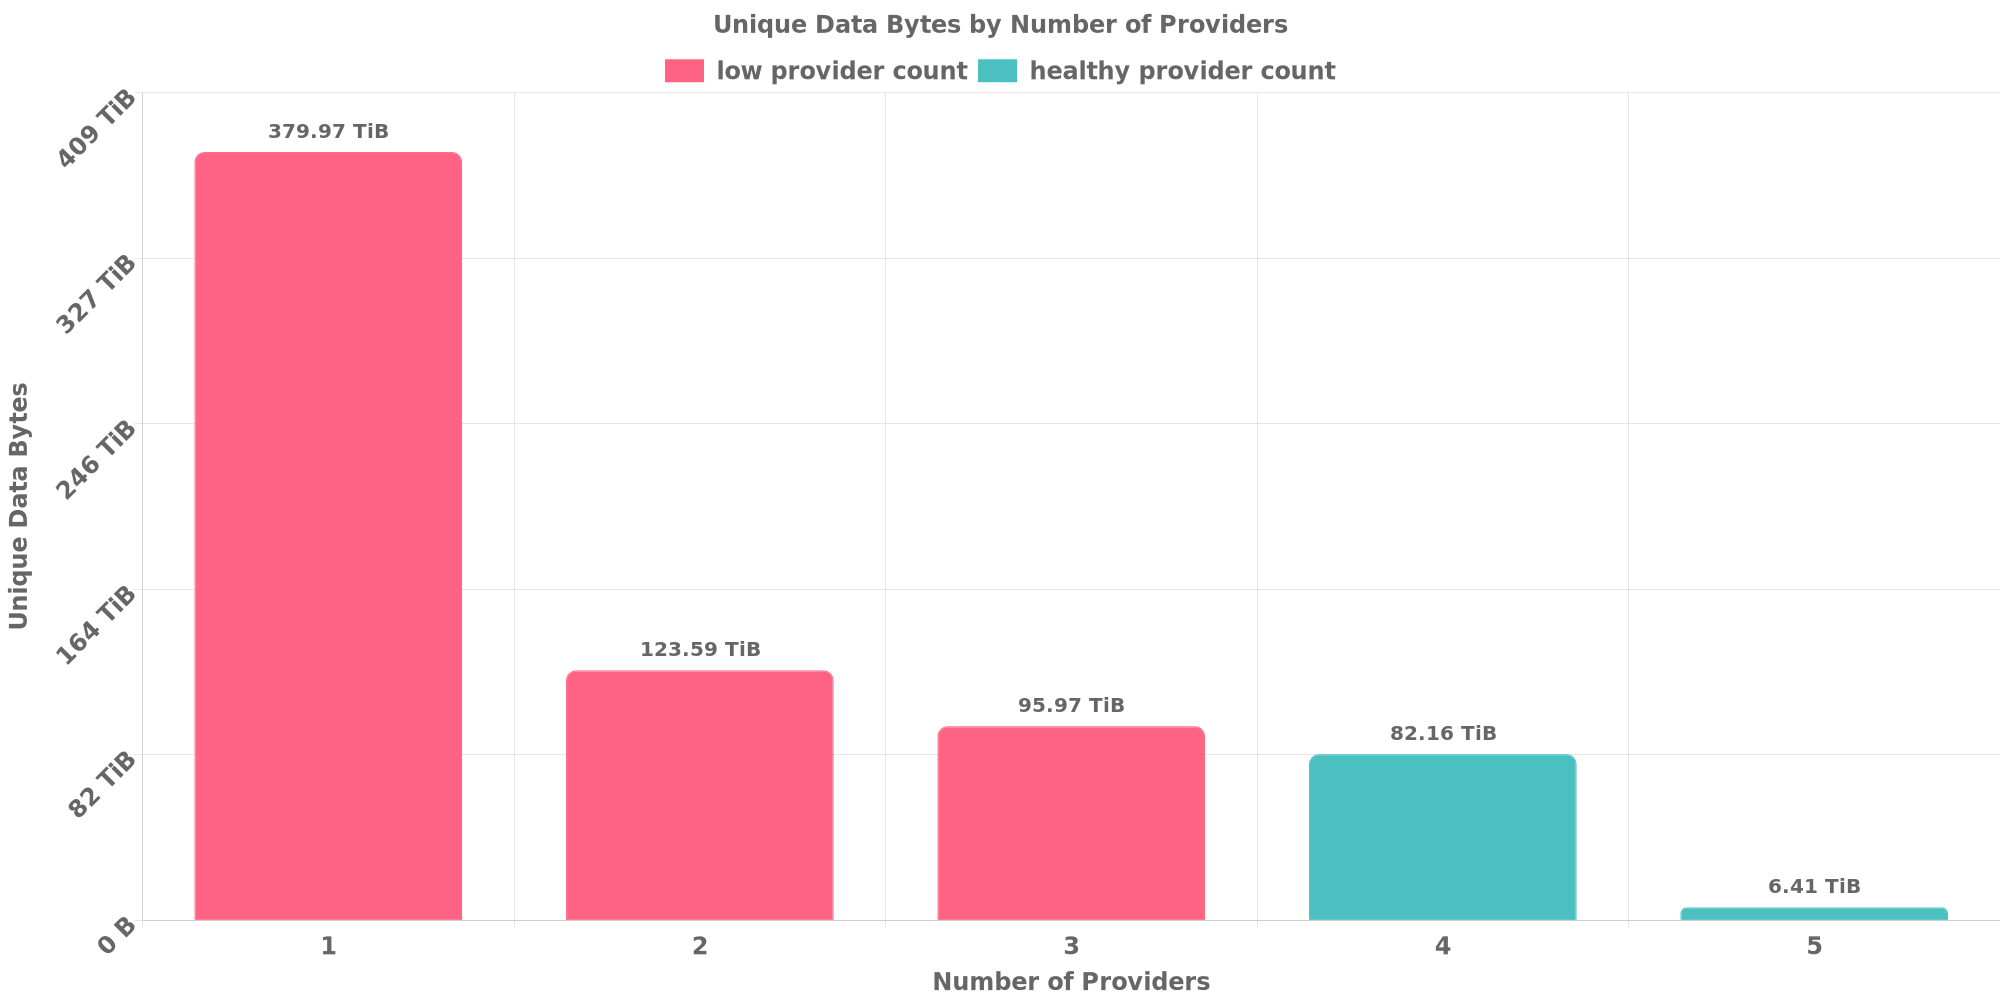 Unique Data Bytes by Number of Providers
low provider count healthy provider count
409 TiB
327 TiB
246 TiB
164 TiB
82 TiB
0 B
Unique Data Bytes
379.97 TiB
123.59 TiB
95.97 TiB
82.16 TiB
6.41 TiB
1 2 3 4 5
Number of Providers